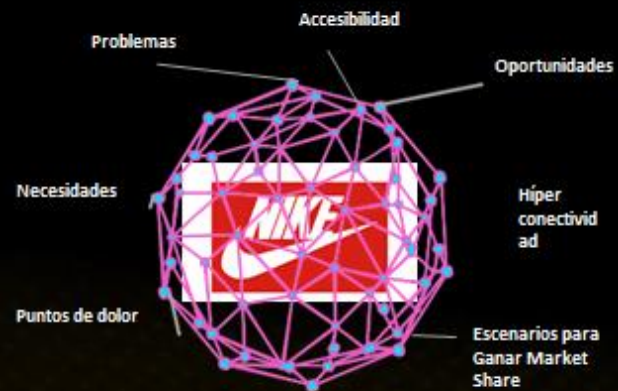 Accesibilidad
Problemas
Oportunidades
Necesidades
NIKE
Híper
conectivid
ad
Puntos de dolor
Escenarios para
Ganar Market
Share